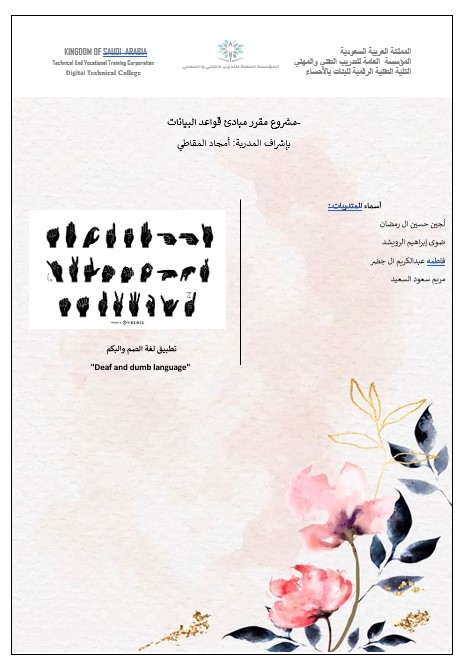 KINGDOM OF SAUDI ARABIA
Technical And Vocational Training Corporation
Digital Technical College
المؤسسة العامة للتدريب التقني و المهني
المملكة العربية السعودية
المؤسسة العامة للتدريب التقني والمهني
الكلية التقنية الرقمية للبنات بالأحساء
-مشروع مقرر مبادئ قواعد البيانات
بإشراف المدربة: أمجاد المقاطي
أسماء المتدربات:
لجين حسين ال رمضان
ضوى إبراهيم الرويشد
فاطمه عبدالكريم ال جضر
مريم سعود السعيد
تطبيق لغة الصم والبكم
"Deaf and dumb language"